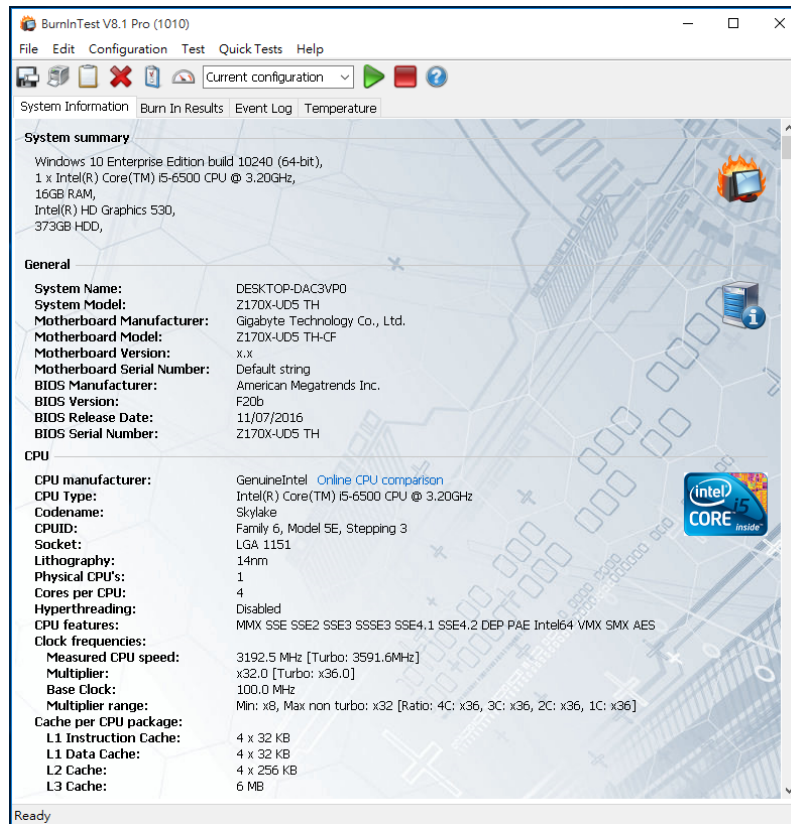 BurnInTest V8.1 Pro (1010)
File Edit Configuration Test Quick Tests Help
Current configuration
System Information Burn In Results Event Log Temperature
System summary
Windows 10 Enterprise Edition build 10240 (64-bit),
1 x Intel(R) Core(TM) i5-6500 CPU @ 3.20GHz,
16GB RAM,
Intel(R) HD Graphics 530,
373GB HDD,
General
System Name: DESKTOP-DAC3VP0
System Model: Z170X-UD5 TH
Motherboard Manufacturer: Gigabyte Technology Co., Ltd.
Motherboard Model: Z170X-UD5 TH-CF
Motherboard Version: x.x
Motherboard Serial Number: Default string
BIOS Manufacturer: American Megatrends Inc.
BIOS Version: F20b
BIOS Release Date: 11/07/2016
BIOS Serial Number: Z170X-UD5 TH
CPU
CPU manufacturer: GenuineIntel Online CPU comparison
CPU Type: Intel(R) Core(TM) i5-6500 CPU @ 3.20GHz
Codename: Skylake
CPUID: Family 6, Model 5E, Stepping 3
Socket: LGA 1151
Lithography: 14nm
Physical CPU's: 1
Cores per CPU: 4
Hyperthreading: Disabled
CPU features: MMX SSE SSE2 SSE3 SSSE3 SSE4.1 SSE4.2 DEP PAE Intel64 VMX SMX AES
Clock frequencies:
Measured CPU speed: 3192.5 MHz [Turbo: 3591.6MHz]
Multiplier: x32.0 [Turbo: x36.0]
Base Clock: 100.0 MHz
Multiplier range: Min: x8, Max non turbo: x32 [Ratio: 4C: x36, 3C: x36, 2C: x36, 1C: x36]
Cache per CPU package:
L1 Instruction Cache: 4 x 32 KB
L1 Data Cache: 4 x 32 KB
L2 Cache: 4 x 256 KB
L3 Cache: 6 MB
intel
CORE i5
inside
Ready